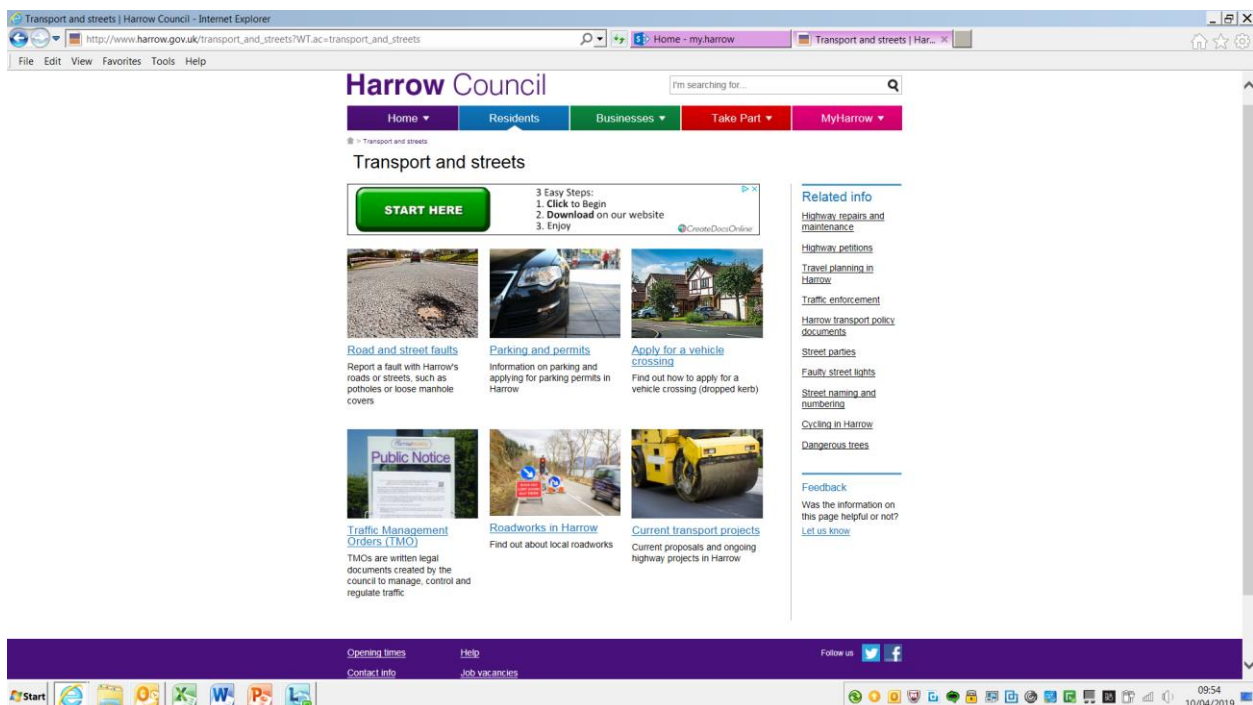 Transport and streets | Harrow Council - Internet Explorer
http://www.harrow.gov.uk/transport_and_streets?WT.ac=transport_and_streets
Home - my.harrow
Transport and streets | Har...
File Edit View Favorites Tools Help
Harrow Council
I'm searching for...
Home
Residents
Businesses
Take Part
MyHarrow
> Transport and streets
Transport and streets
START HERE
3 Easy Steps:
1. Click to Begin
2. Download on our website
3. Enjoy
CreateDocsOnline
Road and street faults
Report a fault with Harrow's
roads or streets, such as
potholes or loose manhole
covers
Parking and permits
Information on parking and
applying for parking permits in
Harrow
Apply for a vehicle
crossing
Find out how to apply for a
vehicle crossing (dropped kerb)
Public Notice
Traffic Management
Orders (TMO)
TMOs are written legal
documents created by the
council to manage, control and
regulate traffic
Roadworks in Harrow
Find out about local roadworks
Current transport projects
Current proposals and ongoing
highway projects in Harrow
Related info
Highway repairs and
maintenance
Highway petitions
Travel planning in
Harrow
Traffic enforcement
Harrow transport policy
documents
Street parties
Faulty street lights
Street naming and
numbering
Cycling in Harrow
Dangerous trees
Feedback
Was the information on
this page helpful or not?
Let us know
Opening times
Help
Follow us
Contact info
Job vacancies
Start
09:54
10/04/2019